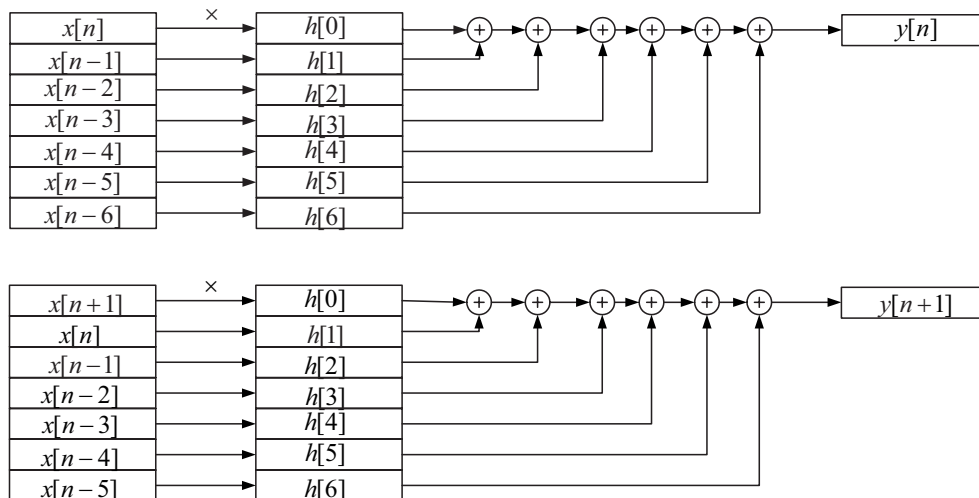 x[n] × h[0] + + + + + + y[n]
x[n−1] h[1]
x[n−2] h[2]
x[n−3] h[3]
x[n−4] h[4]
x[n−5] h[5]
x[n−6] h[6]
x[n+1] × h[0] + + + + + + y[n+1]
x[n] h[1]
x[n−1] h[2]
x[n−2] h[3]
x[n−3] h[4]
x[n−4] h[5]
x[n−5] h[6]